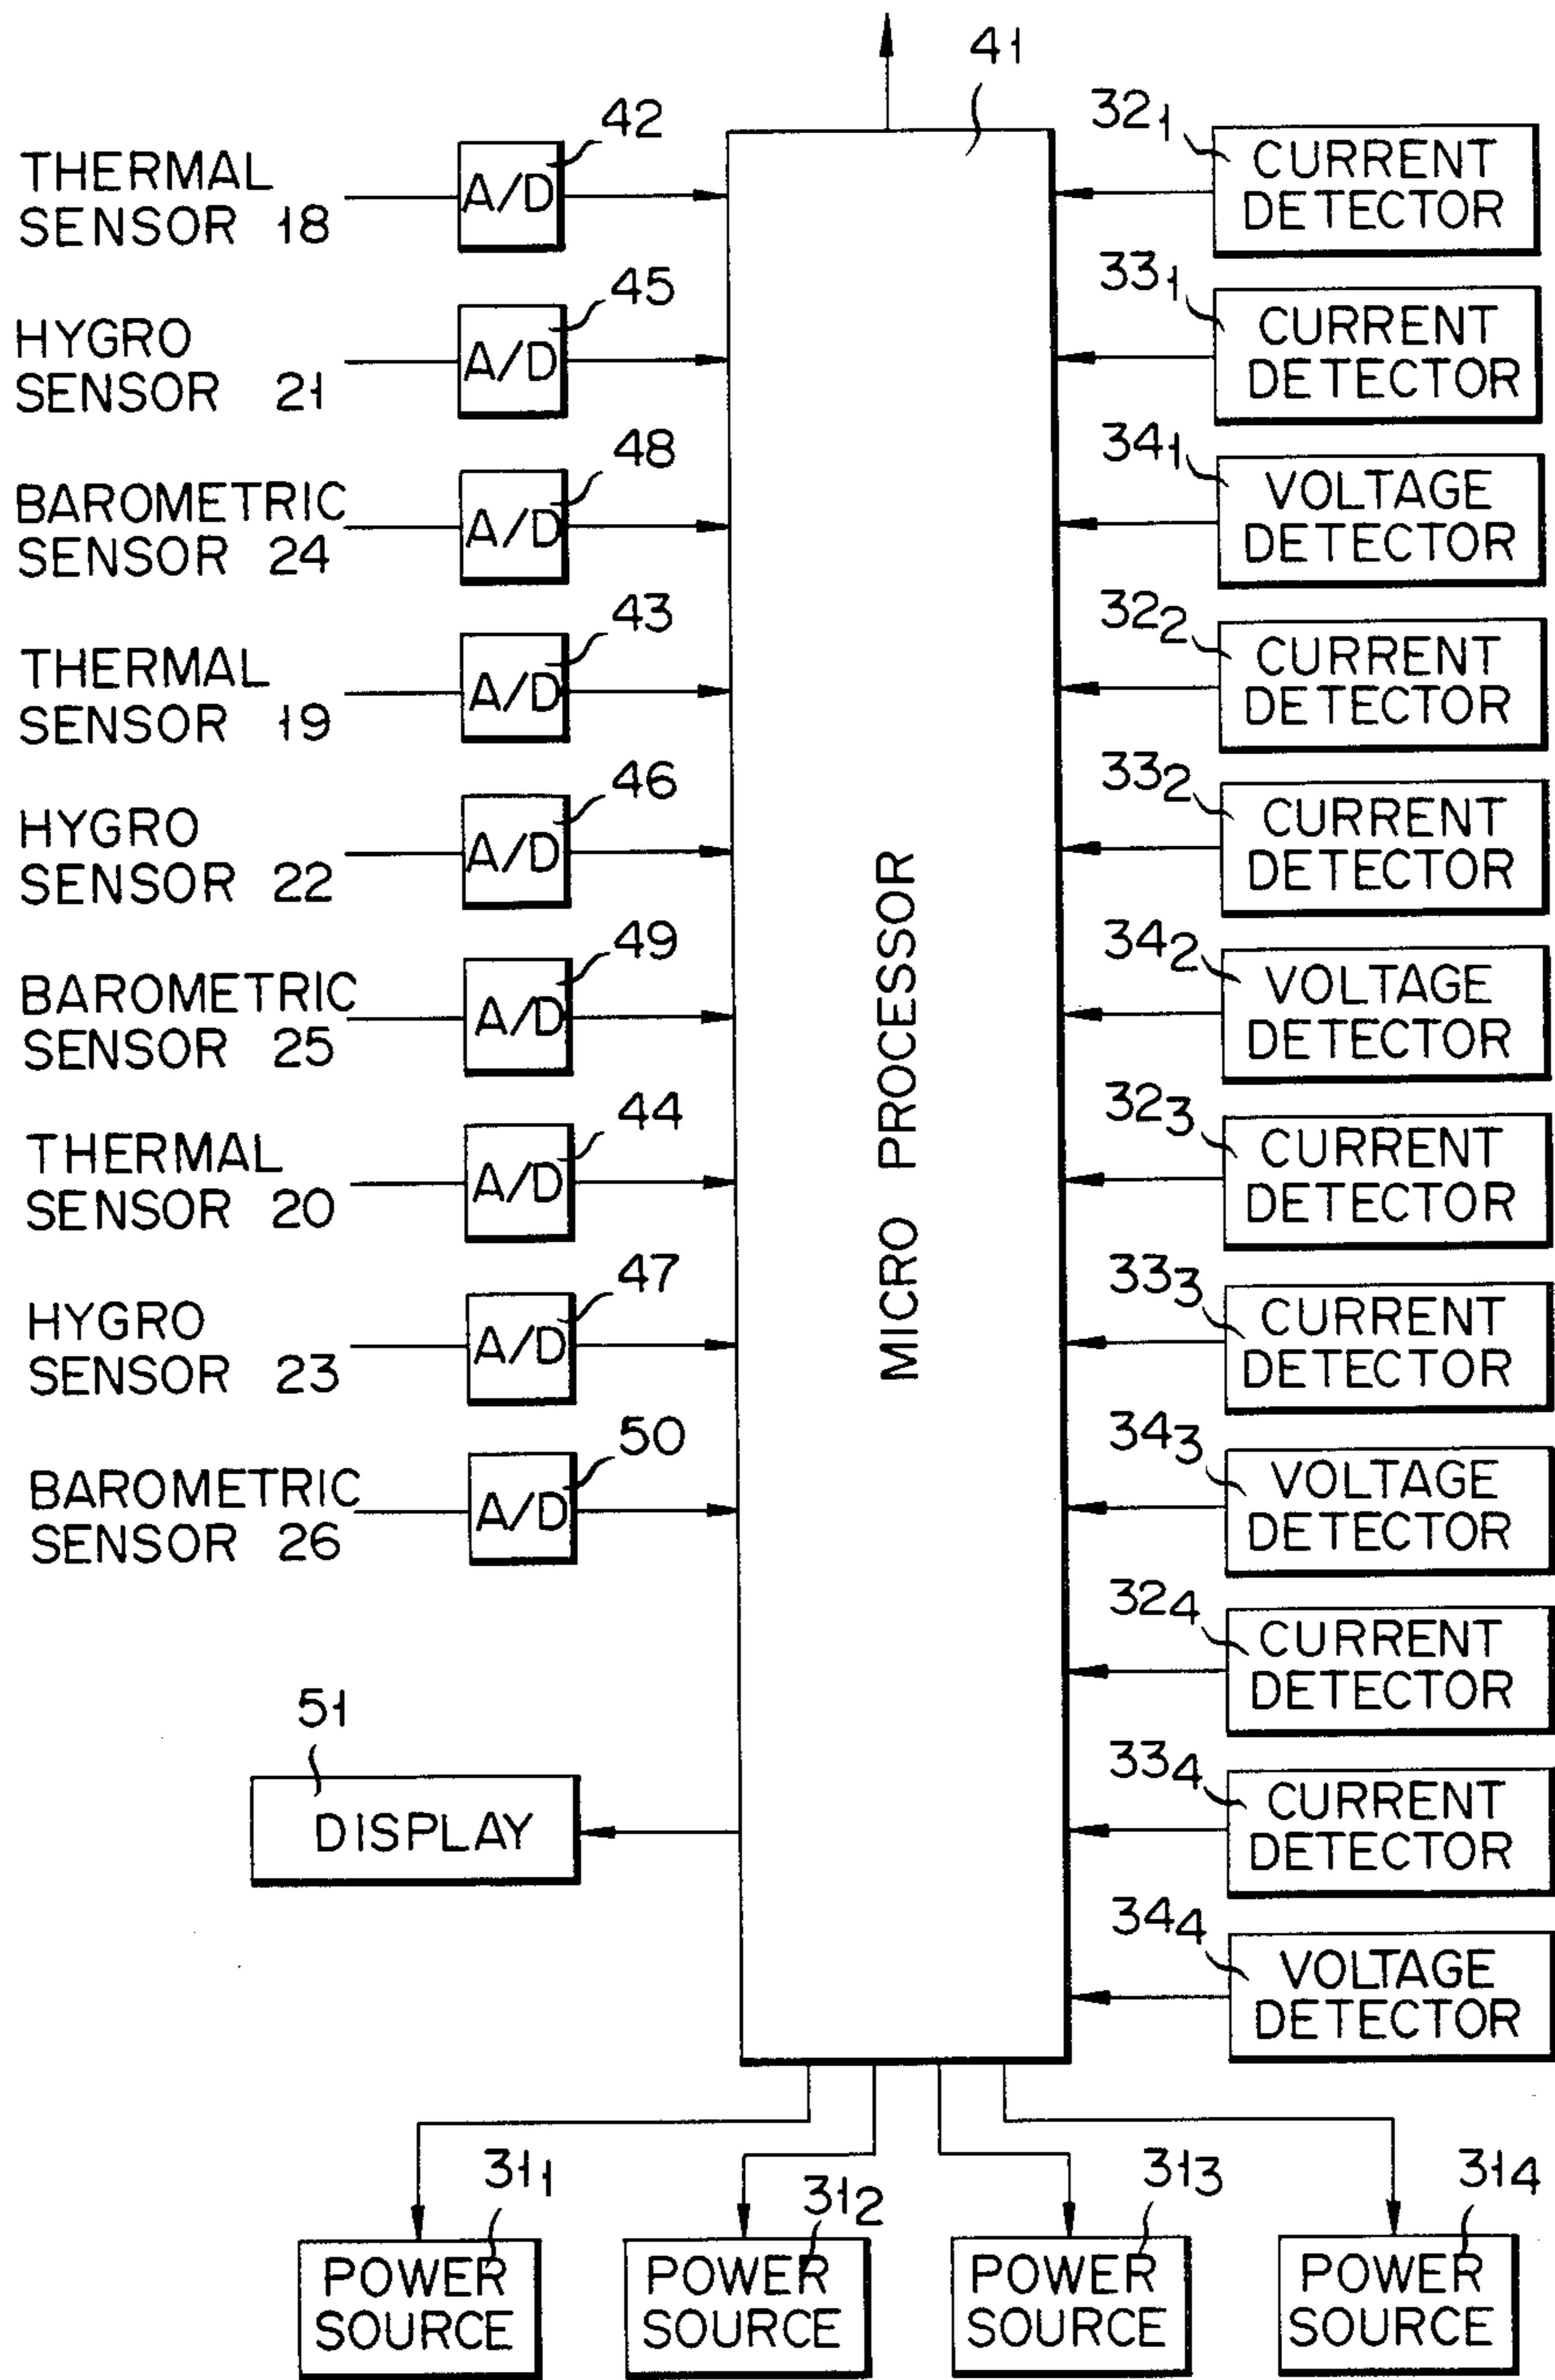 41
THERMAL
SENSOR 18
42
A/D
HYGRO
SENSOR 21
45
A/D
BAROMETRIC
SENSOR 24
48
A/D
THERMAL
SENSOR 19
43
A/D
HYGRO
SENSOR 22
46
A/D
BAROMETRIC
SENSOR 25
49
A/D
THERMAL
SENSOR 20
44
A/D
HYGRO
SENSOR 23
47
A/D
BAROMETRIC
SENSOR 26
50
A/D
51
DISPLAY
MICRO PROCESSOR
32₁
CURRENT
DETECTOR
33₁
CURRENT
DETECTOR
34₁
VOLTAGE
DETECTOR
32₂
CURRENT
DETECTOR
33₂
CURRENT
DETECTOR
34₂
VOLTAGE
DETECTOR
32₃
CURRENT
DETECTOR
33₃
CURRENT
DETECTOR
34₃
VOLTAGE
DETECTOR
32₄
CURRENT
DETECTOR
33₄
CURRENT
DETECTOR
34₄
VOLTAGE
DETECTOR
31₁
POWER
SOURCE
31₂
POWER
SOURCE
31₃
POWER
SOURCE
31₄
POWER
SOURCE